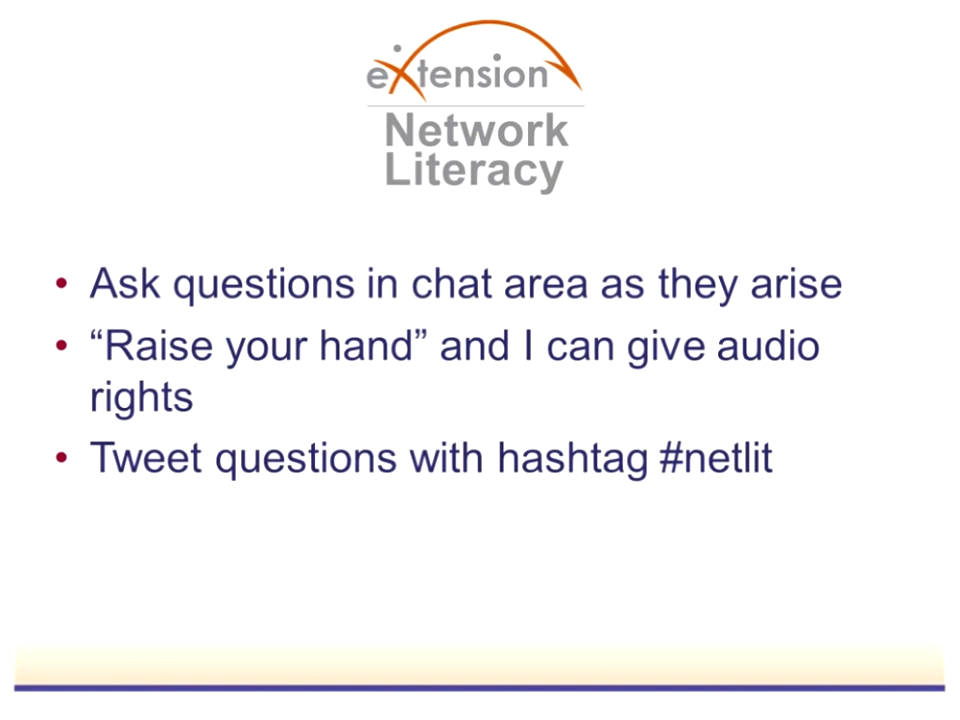 eXtension
Network
Literacy
• Ask questions in chat area as they arise
• “Raise your hand” and I can give audio
rights
• Tweet questions with hashtag #netlit